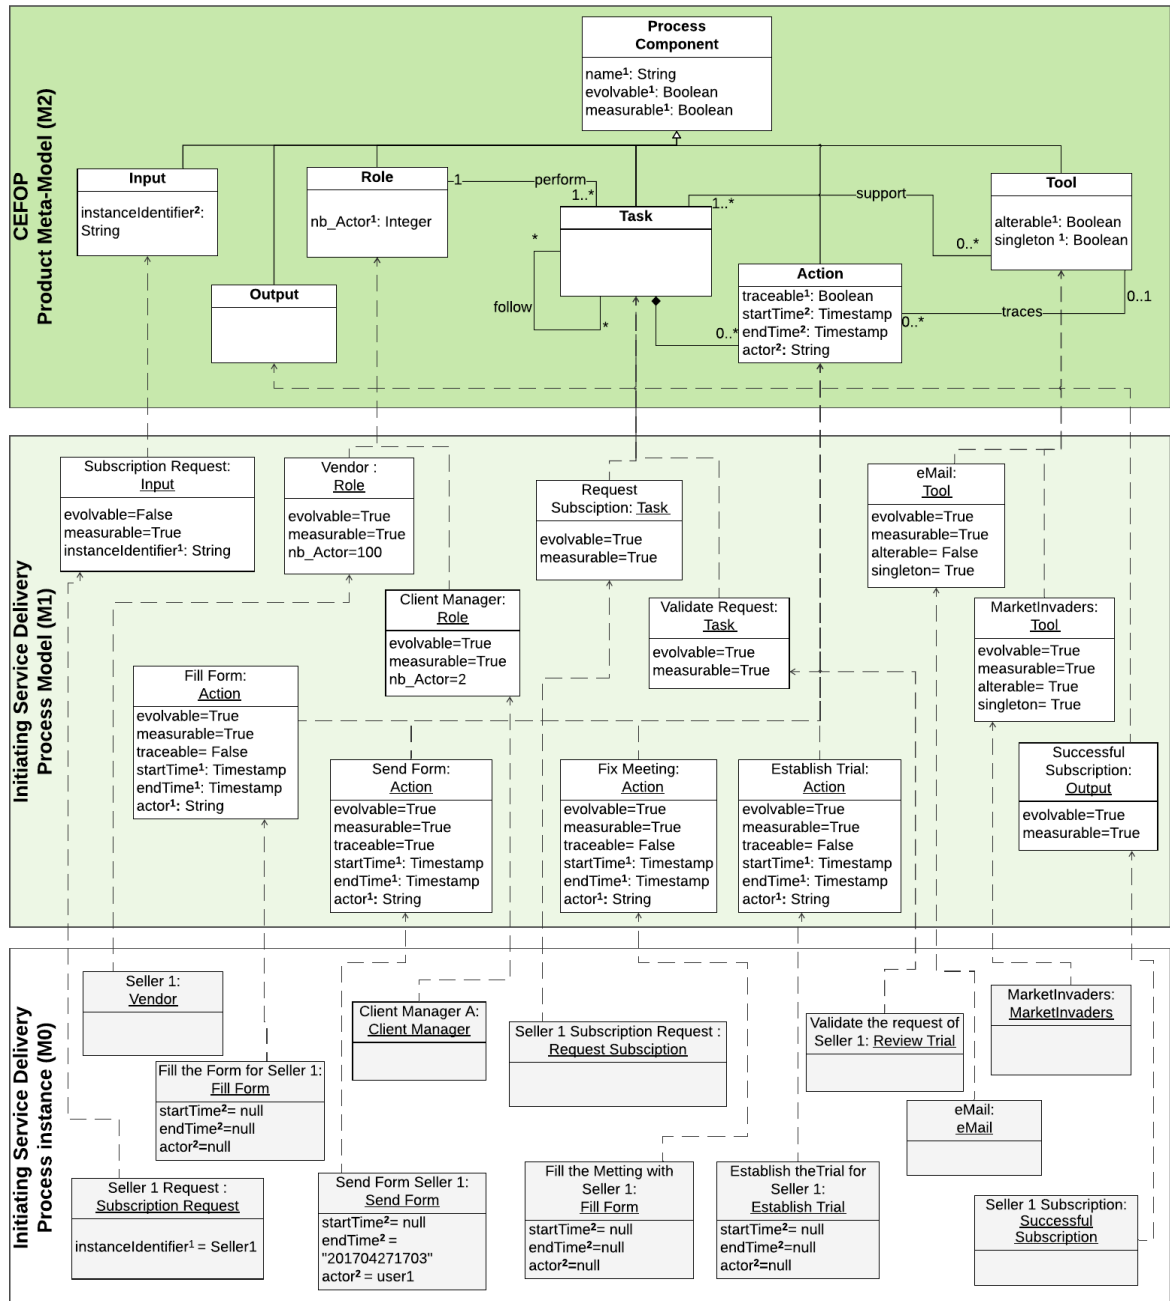 CEFOP
Product Meta-Model (M2)
Process
Component
name¹: String
evolvable¹: Boolean
measurable¹: Boolean
Input
instanceIdentifier²:
String
Role
nb_Actor¹: Integer
1
perform
1..*
Task
*
follow
*
1..*
support
0..*
Tool
alterable¹: Boolean
singleton ¹: Boolean
Output
Action
traceable¹: Boolean
startTime²: Timestamp
endTime²: Timestamp
actor²: String
0..*
0..*
traces
0..1
Initiating Service Delivery
Process Model (M1)
Subscription Request:
Input
evolvable=False
measurable=True
instanceIdentifier¹: String
Vendor :
Role
evolvable=True
measurable=True
nb_Actor=100
Client Manager:
Role
evolvable=True
measurable=True
nb_Actor=2
Request
Subsciption: Task
evolvable=True
measurable=True
Validate Request:
Task
evolvable=True
measurable=True
eMail:
Tool
evolvable=True
measurable=True
alterable= False
singleton= True
MarketInvaders:
Tool
evolvable=True
measurable=True
alterable= True
singleton= True
Fill Form:
Action
evolvable=True
measurable=True
traceable= False
startTime¹: Timestamp
endTime¹: Timestamp
actor¹: String
Send Form:
Action
evolvable=True
measurable=True
traceable=True
startTime¹: Timestamp
endTime¹: Timestamp
actor¹: String
Fix Meeting:
Action
evolvable=True
measurable=True
traceable= False
startTime¹: Timestamp
endTime¹: Timestamp
actor¹: String
Establish Trial:
Action
evolvable=True
measurable=True
traceable= False
startTime¹: Timestamp
endTime¹: Timestamp
actor¹: String
Successful
Subscription:
Output
evolvable=True
measurable=True
Initiating Service Delivery
Process instance (M0)
Seller 1:
Vendor
Fill the Form for Seller 1:
Fill Form
startTime²= null
endTime²=null
actor²=null
Client Manager A:
Client Manager
Seller 1 Subscription Request :
Request Subsciption
Validate the request of
Seller 1: Review Trial
MarketInvaders:
MarketInvaders
eMail:
eMail
Seller 1 Request :
Subscription Request
instanceIdentifier¹ = Seller1
Send Form Seller 1:
Send Form
startTime²= null
endTime² =
"201704271703"
actor² = user1
Fill the Metting with
Seller 1:
Fill Form
startTime²= null
endTime²=null
actor²=null
Establish theTrial for
Seller 1:
Establish Trial
startTime²= null
endTime²=null
actor²=null
Seller 1 Subscription:
Successful
Subscription